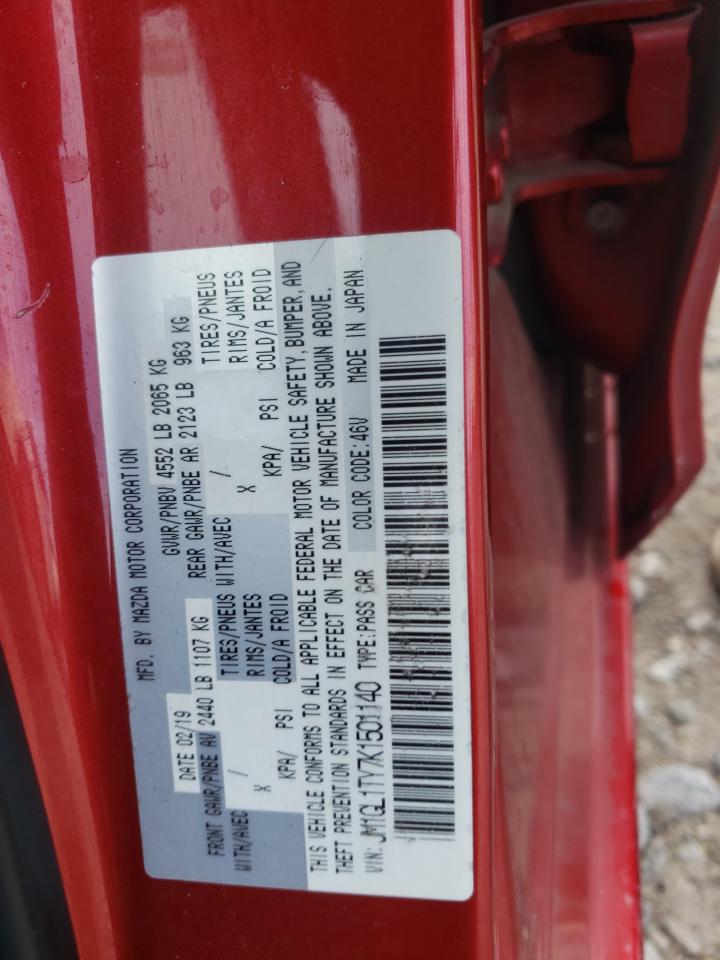 MFD. BY MAZDA MOTOR CORPORATION
DATE 02/19 GVWR/PNBV 4552 LB 2065 KG
FRONT GAWR/PNBE AV 2440 LB 1107 KG REAR GAWR/PNBE AR 2123 LB 963 KG
WITH/AVEC / TIRES/PNEUS WITH/AVEC / TIRES/PNEUS
X RIMS/JANTES X RIMS/JANTES
KPA/ PSI COLD/A FROID KPA/ PSI COLD/A FROID
THIS VEHICLE CONFORMS TO ALL APPLICABLE FEDERAL MOTOR VEHICLE SAFETY, BUMPER, AND
THEFT PREVENTION STANDARDS IN EFFECT ON THE DATE OF MANUFACTURE SHOWN ABOVE.
VIN: JM1GL1TY7K1501140 TYPE: PASS CAR COLOR CODE: 46V MADE IN JAPAN